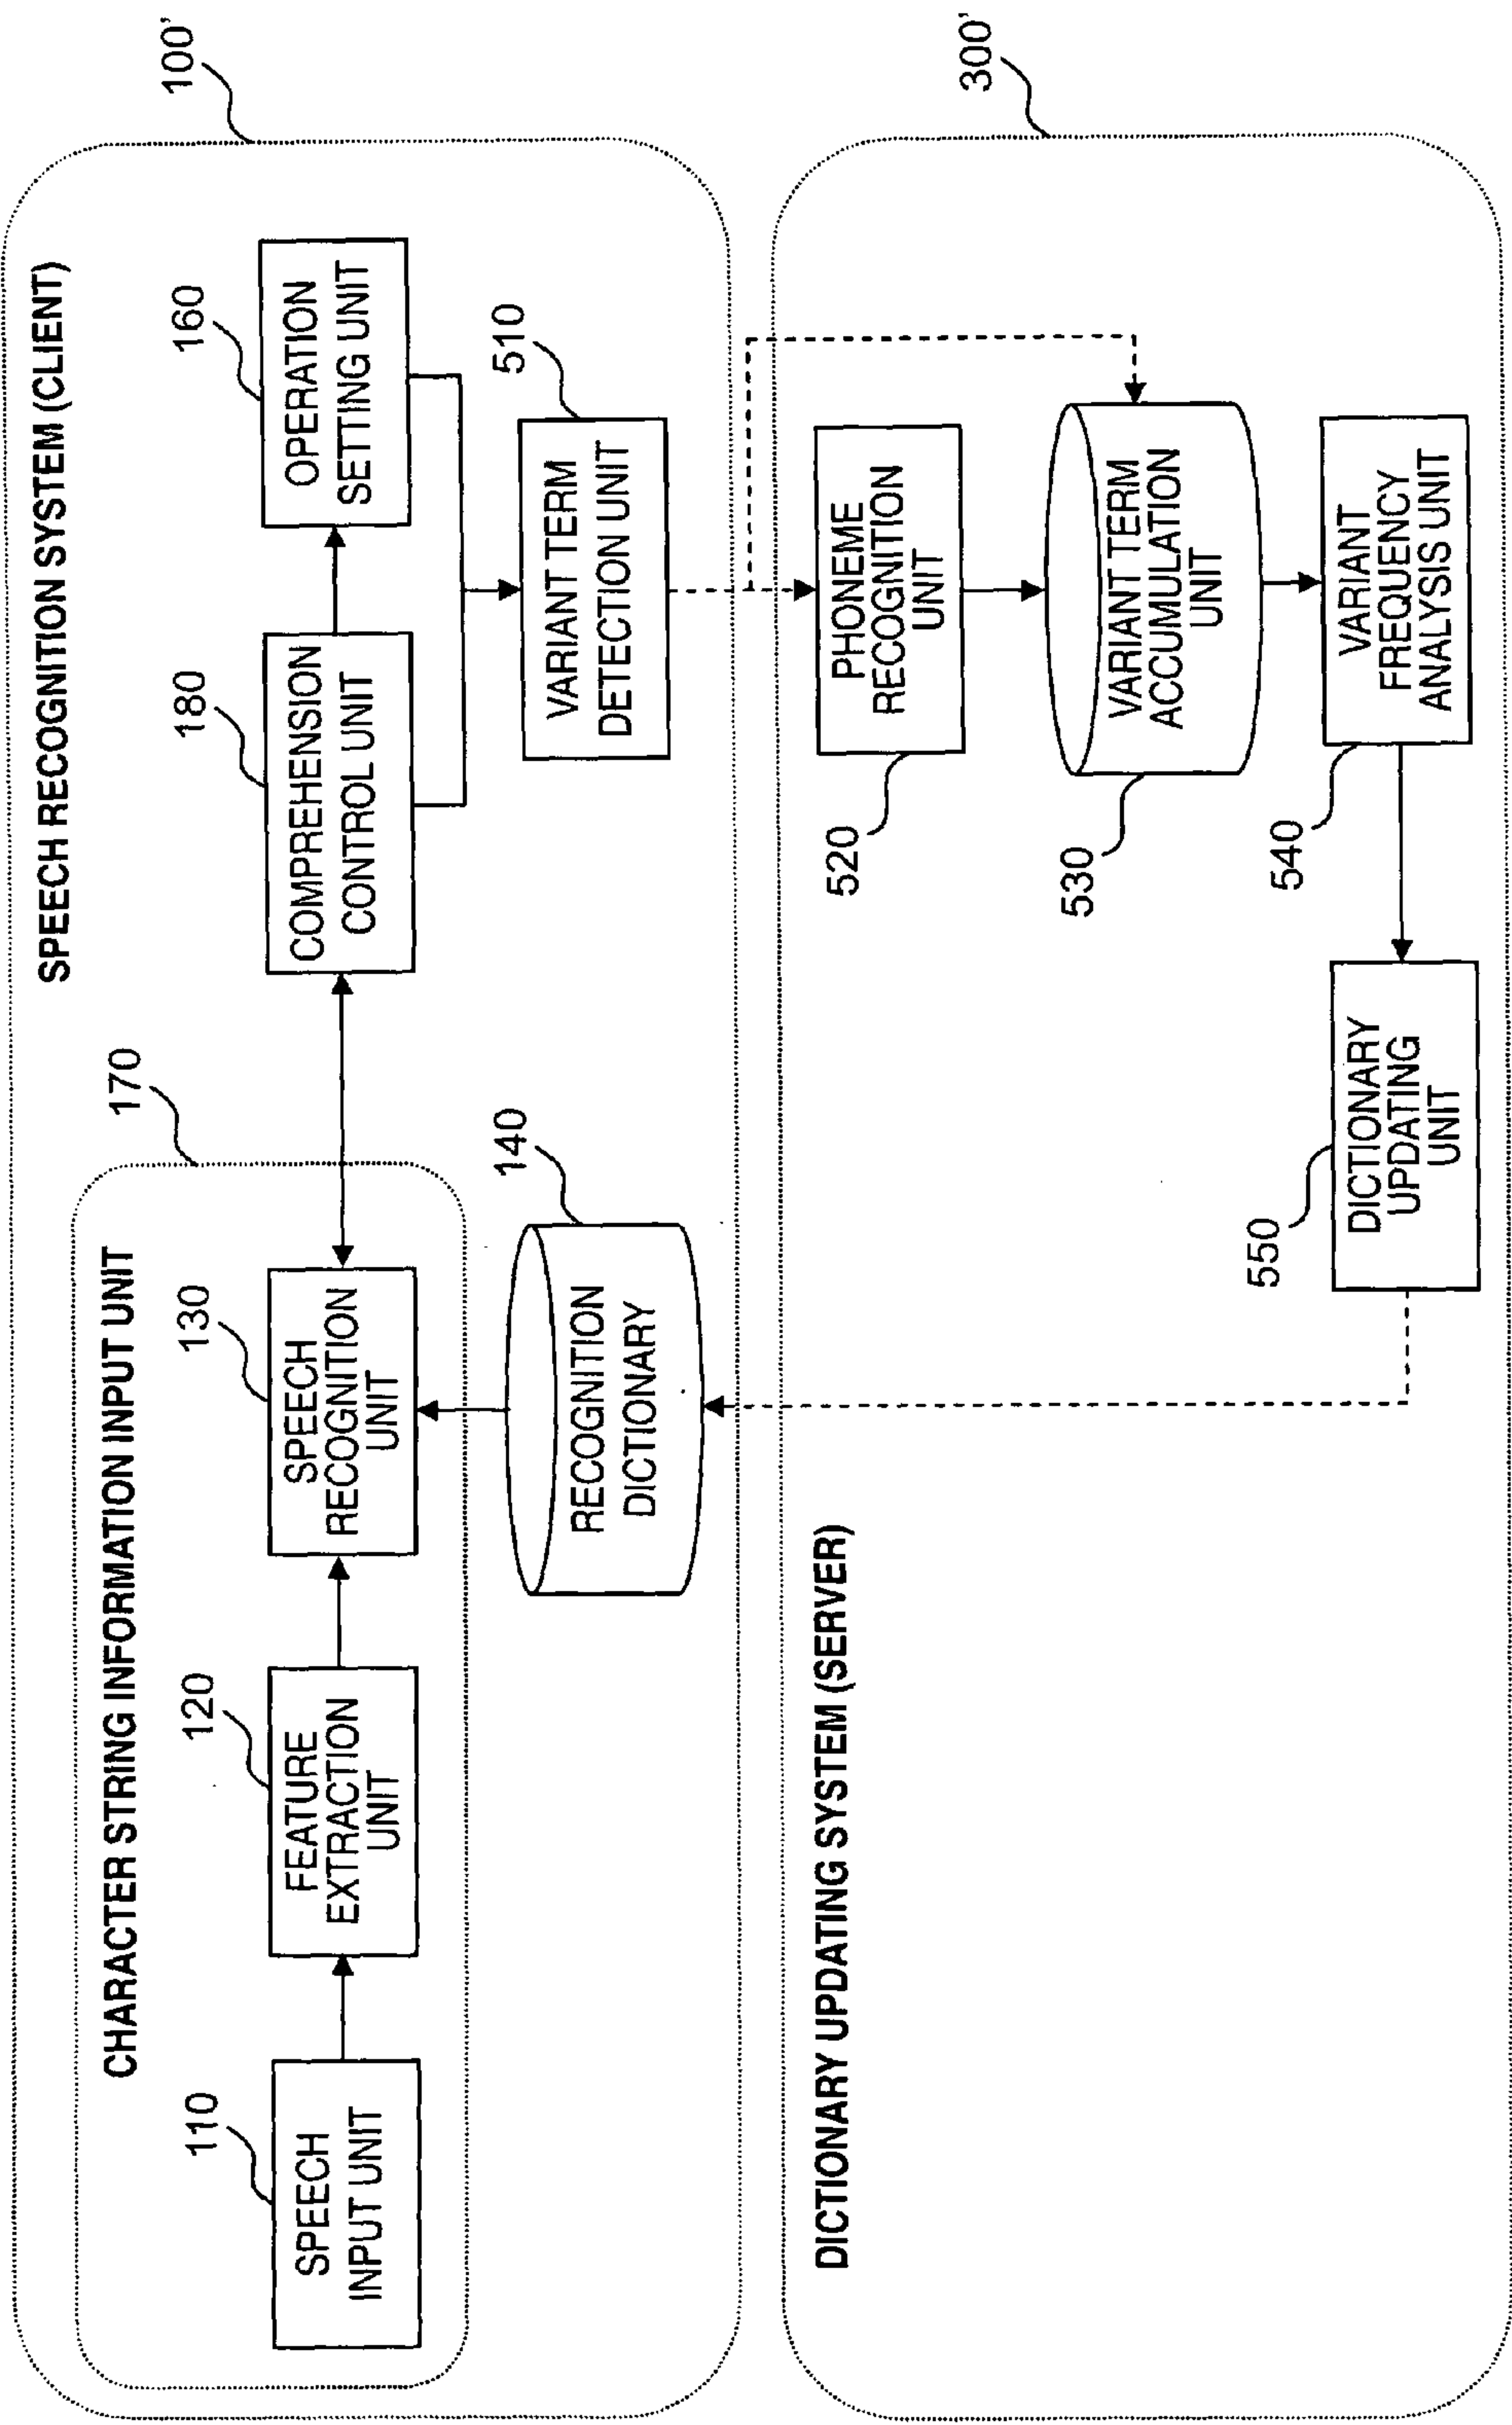 100'
SPEECH RECOGNITION SYSTEM (CLIENT)
170
CHARACTER STRING INFORMATION INPUT UNIT
110
SPEECH
INPUT UNIT
120
FEATURE
EXTRACTION
UNIT
130
SPEECH
RECOGNITION
UNIT
180
COMPREHENSION
CONTROL UNIT
160
OPERATION
SETTING UNIT
140
RECOGNITION
DICTIONARY
510
VARIANT TERM
DETECTION UNIT
300'
DICTIONARY UPDATING SYSTEM (SERVER)
520
PHONEME
RECOGNITION
UNIT
530
VARIANT TERM
ACCUMULATION
UNIT
540
VARIANT
FREQUENCY
ANALYSIS UNIT
550
DICTIONARY
UPDATING
UNIT